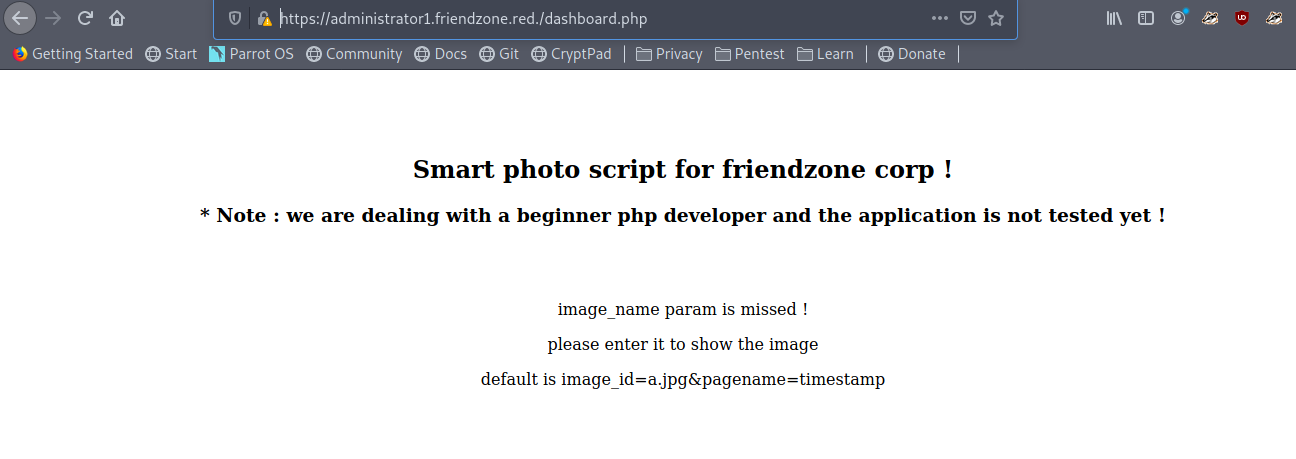 https://administrator1.friendzone.red./dashboard.php
Getting Started Start Parrot OS Community Docs Git CryptPad Privacy Pentest Learn Donate
Smart photo script for friendzone corp !
* Note : we are dealing with a beginner php developer and the application is not tested yet !
image_name param is missed !
please enter it to show the image
default is image_id=a.jpg&pagename=timestamp